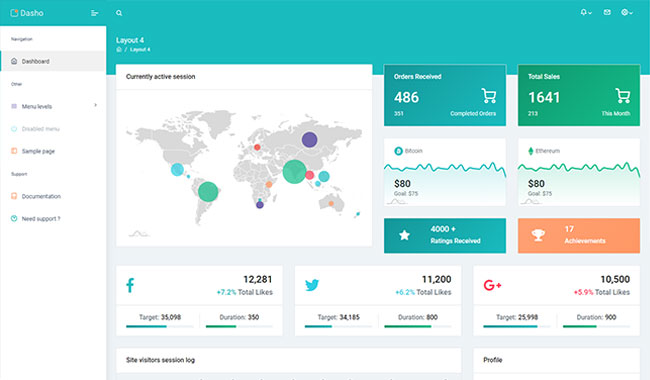 Dasho
Navigation
Dashboard
Other
Menu levels
Disabled menu
Sample page
Support
Documentation
Need support ?
Layout 4
/ Layout 4
Currently active session
Orders Received
486
351 Completed Orders
Total Sales
1641
213 This Month
Bitcoin
$80
Goal: $75
Ethereum
$80
Goal: $75
4000 +
Ratings Received
17
Achievements
12,281
+7.2% Total Likes
Target: 35,098 Duration: 350
11,200
+6.2% Total Likes
Target: 34,185 Duration: 800
G+ 10,500
+5.9% Total Likes
Target: 25,998 Duration: 900
Site visitors session log
Profile